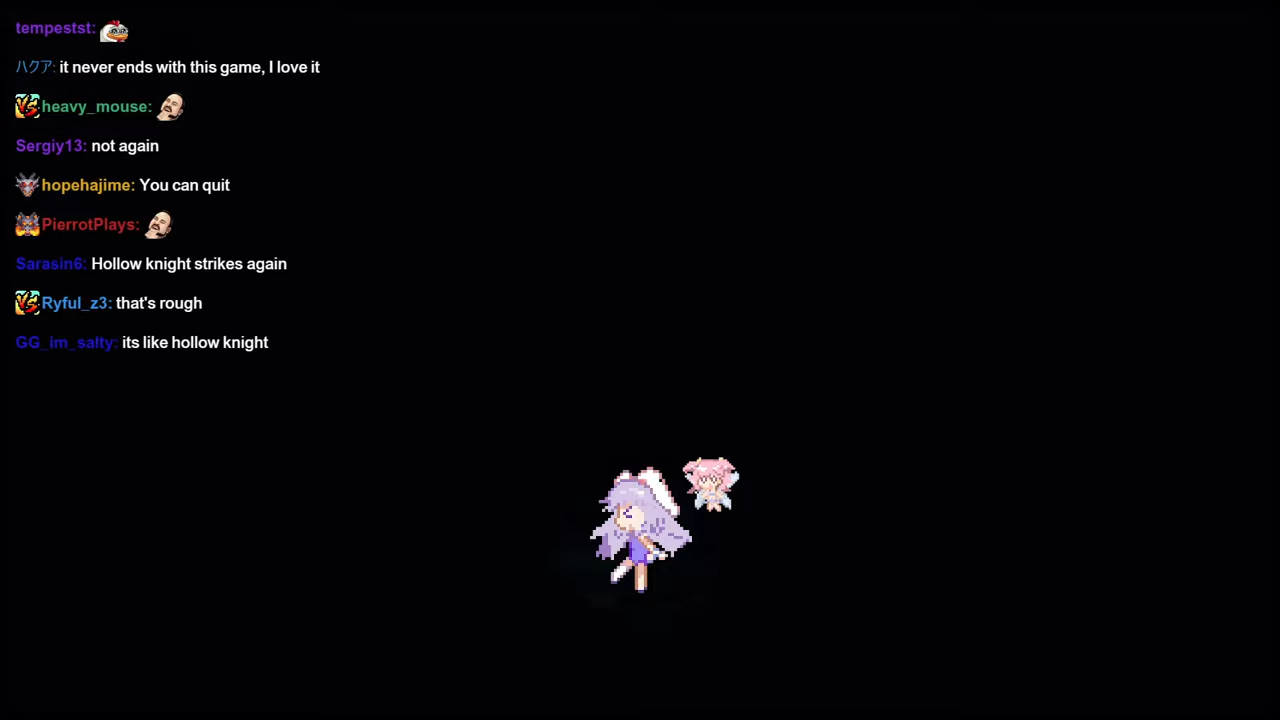 tempestst:
ハクア: it never ends with this game, I love it
heavy_mouse:
Sergiy13: not again
hopehajime: You can quit
PierrotPlays:
Sarasin6: Hollow knight strikes again
Ryful_z3: that's rough
GG_im_salty: its like hollow knight